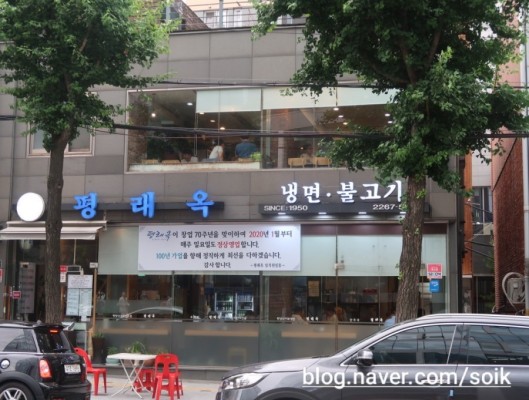 평래옥
냉면·불고기
SINCE·1950
2267-5
평래옥이 창립 70주년을 맞이하여 2020년 1월부터
매주 일요일도 정상영업합니다.
100년 가업을 향해 정직하게 최선을 다하겠습니다.
감사합니다.
blog.naver.com/soik